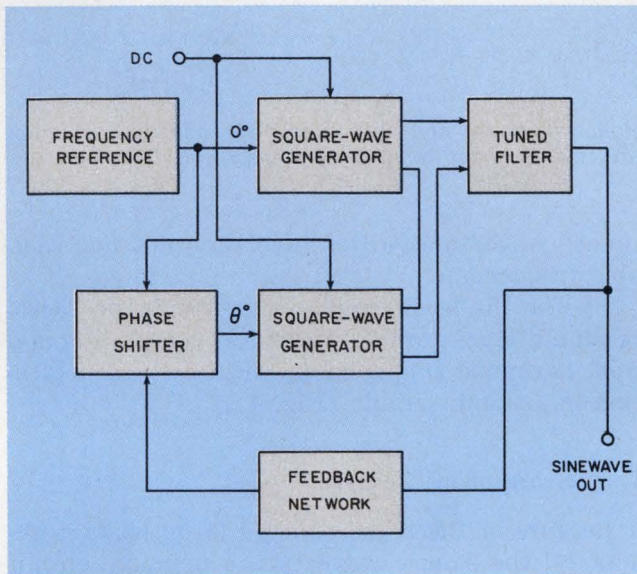 DC
FREQUENCY
REFERENCE
0°
SQUARE-WAVE
GENERATOR
TUNED
FILTER
PHASE
SHIFTER
θ°
SQUARE-WAVE
GENERATOR
FEEDBACK
NETWORK
SINEWAVE
OUT